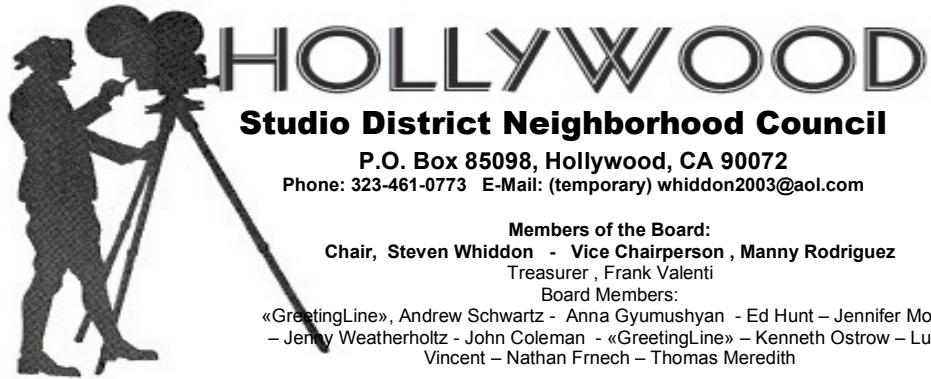 HOLLYWOOD
Studio District Neighborhood Council
P.O. Box 85098, Hollywood, CA 90072
Phone: 323-461-0773 E-Mail: (temporary) whiddon2003@aol.com
Members of the Board:
Chair, Steven Whiddon - Vice Chairperson , Manny Rodriguez
Treasurer , Frank Valenti
Board Members:
«GreetingLine», Andrew Schwartz - Anna Gyumushyan - Ed Hunt – Jennifer
– Jenny Weatherholtz - John Coleman - «GreetingLine» – Kenneth Ostrow –
Vincent – Nathan Frnech – Thomas Meredith